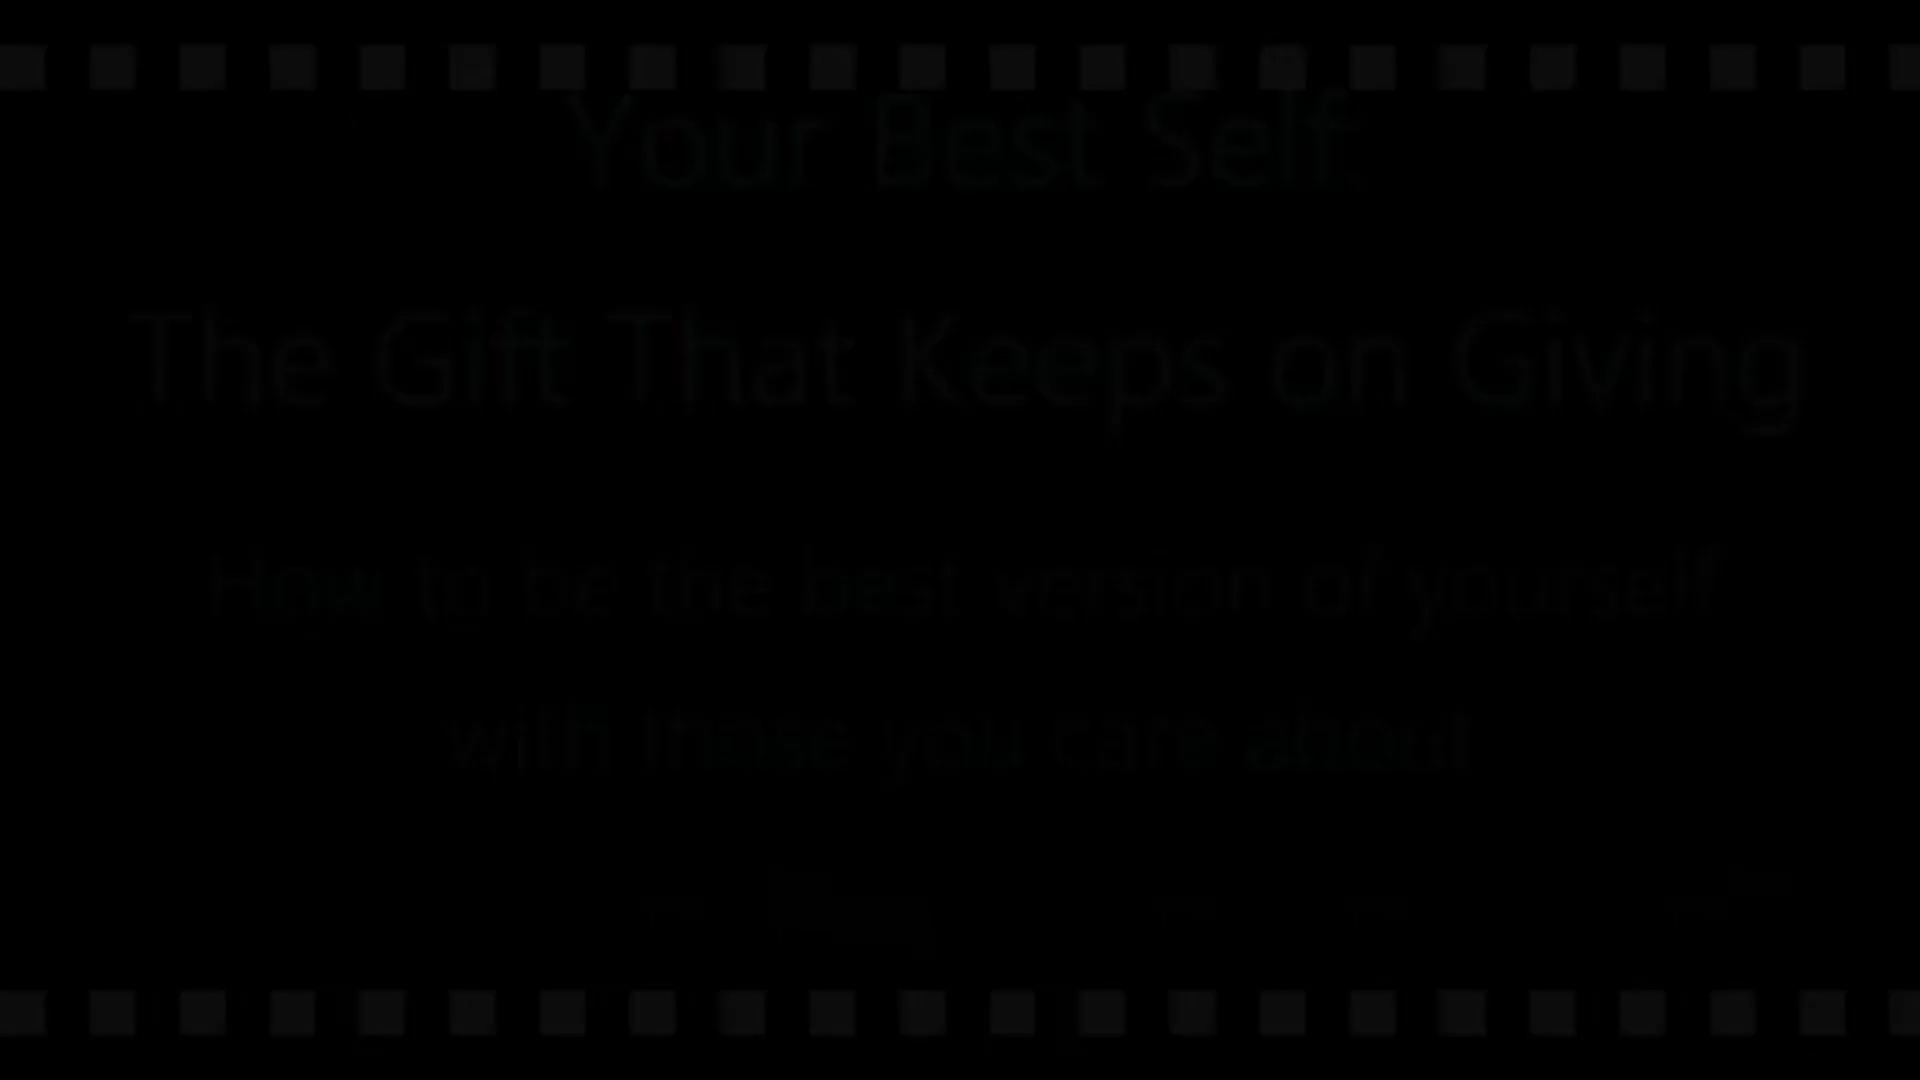 Your Best Self:
The Gift That Keeps on Giving
How to be the best version of yourself
with those you care about